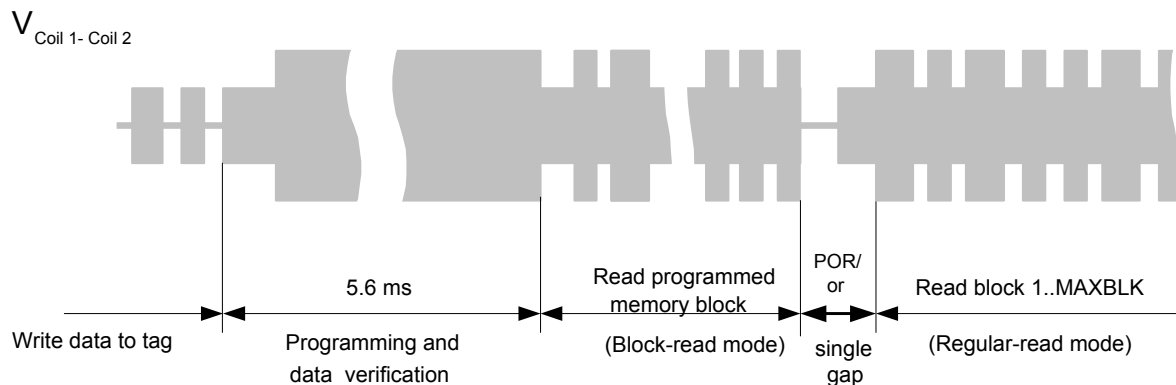 V Coil 1- Coil 2
5.6 ms
Read programmed
memory block
POR/
or
Read block 1..MAXBLK
Write data to tag
Programming and
data verification
(Block-read mode)
single
gap
(Regular-read mode)